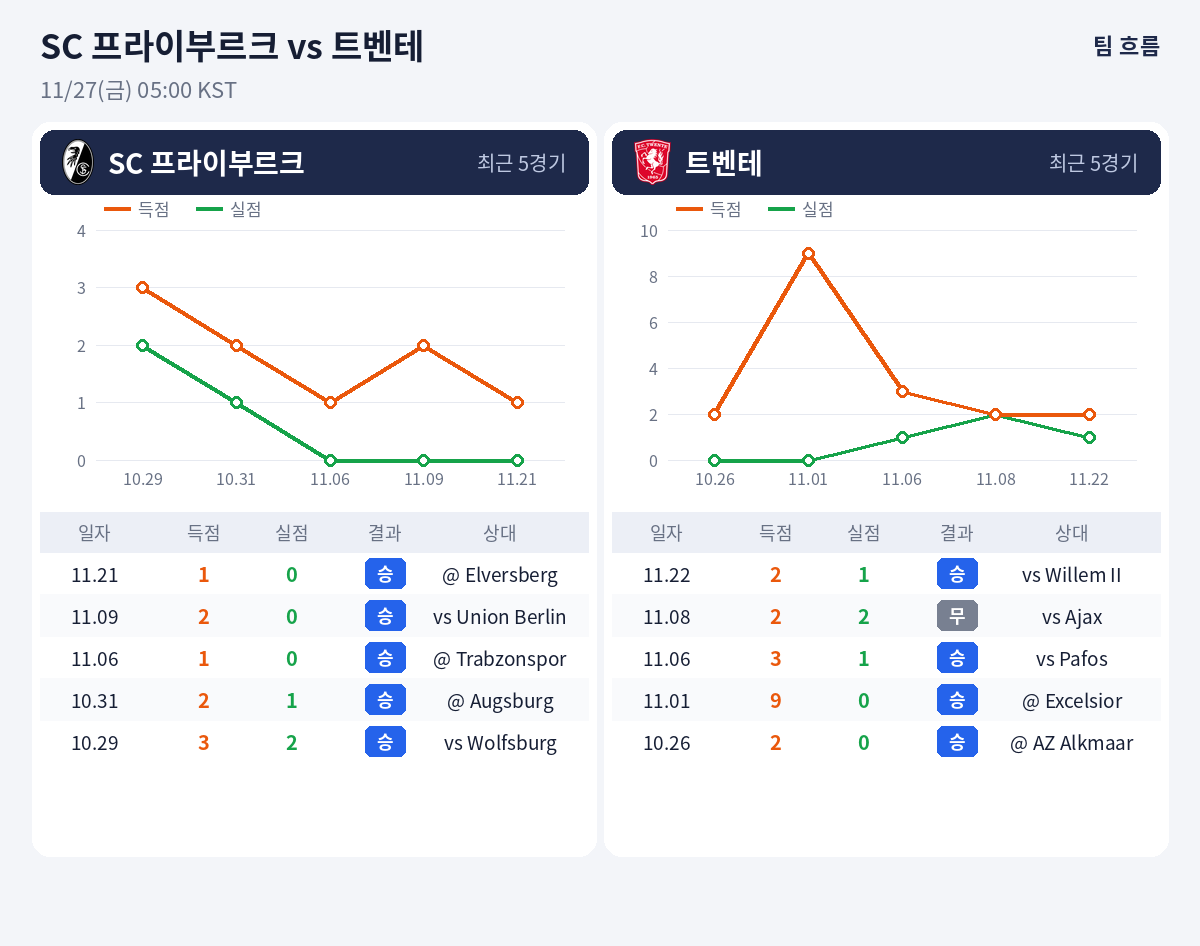 SC 프라이부르크 vs 트벤테
팀 흐름
11/27(금) 05:00 KST
SC 프라이부르크
최근 5경기
득점 실점
4
3
2
1
0
10.29 10.31 11.06 11.09 11.21
일자 득점 실점 결과 상대
11.21 1 0 승 @ Elversberg
11.09 2 0 승 vs Union Berlin
11.06 1 0 승 @ Trabzonspor
10.31 2 1 승 @ Augsburg
10.29 3 2 승 vs Wolfsburg
트벤테
최근 5경기
득점 실점
10
8
6
4
2
0
10.26 11.01 11.06 11.08 11.22
일자 득점 실점 결과 상대
11.22 2 1 승 vs Willem II
11.08 2 2 무 vs Ajax
11.06 3 1 승 vs Pafos
11.01 9 0 승 @ Excelsior
10.26 2 0 승 @ AZ Alkmaar